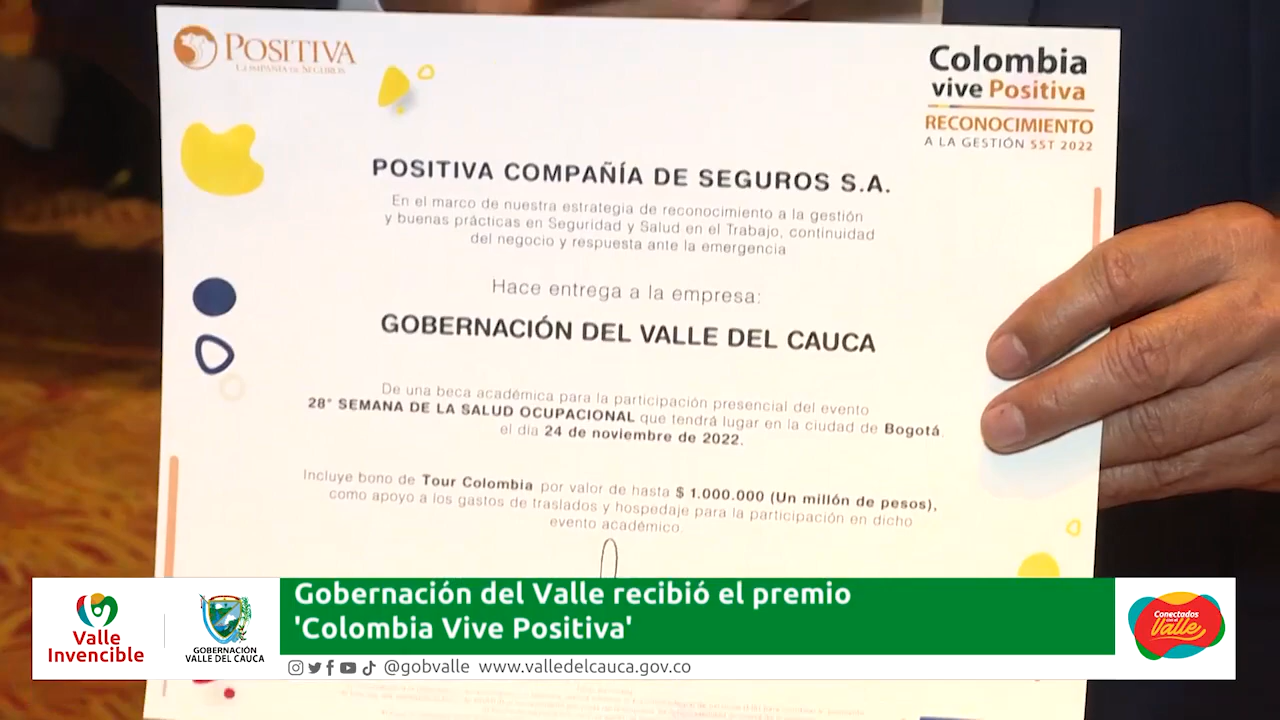 POSITIVA
COMPAÑÍA DE SEGUROS
Colombia
vive Positiva
RECONOCIMIENTO
A LA GESTIÓN SST 2022
POSITIVA COMPAÑÍA DE SEGUROS S.A.
En el marco de nuestra estrategia de reconocimiento a la gestión
y buenas prácticas en Seguridad y Salud en el Trabajo, continuidad
del negocio y respuesta ante la emergencia
Hace entrega a la empresa:
GOBERNACIÓN DEL VALLE DEL CAUCA
De una beca académica para la participación presencial del evento
28° SEMANA DE LA SALUD OCUPACIONAL que tendrá lugar en la ciudad de Bogotá
el día 24 de noviembre de 2022.
Incluye bono de Tour Colombia por valor de hasta $ 1.000.000 (Un millón de pesos),
como apoyo a los gastos de traslados y hospedaje para la participación en dicho
evento académico
Valle
Invencible
GOBERNACIÓN
VALLE DEL CAUCA
Gobernación del Valle recibió el premio
'Colombia Vive Positiva'
@gobvalle www.valledelcauca.gov.co
Conectados
con el
Valle